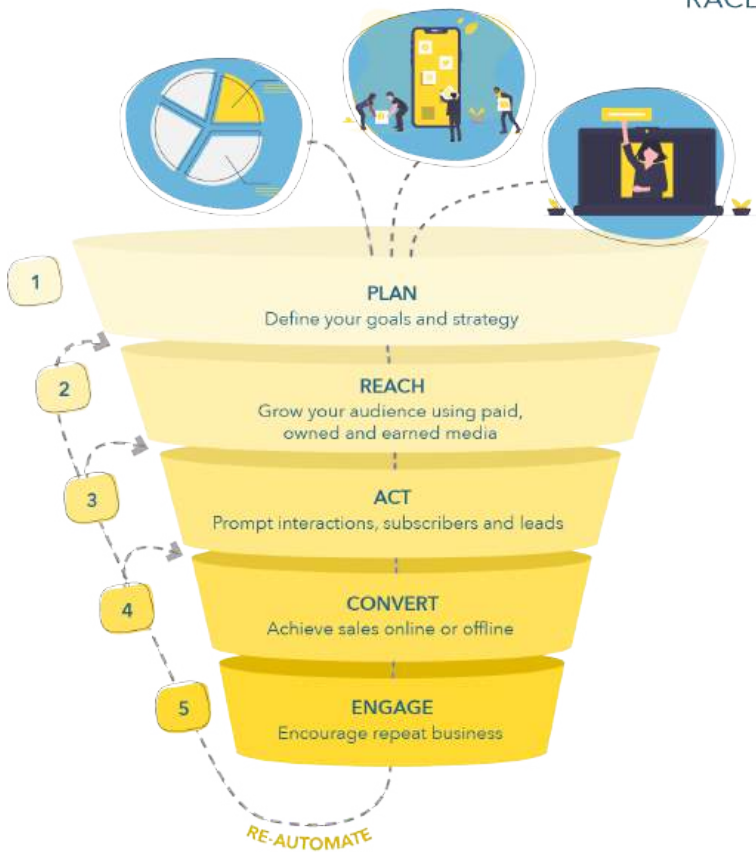 1
PLAN
Define your goals and strategy
2
REACH
Grow your audience using paid,
owned and earned media
3
ACT
Prompt interactions, subscribers and leads
4
CONVERT
Achieve sales online or offline
5
ENGAGE
Encourage repeat business
RE-AUTOMATE